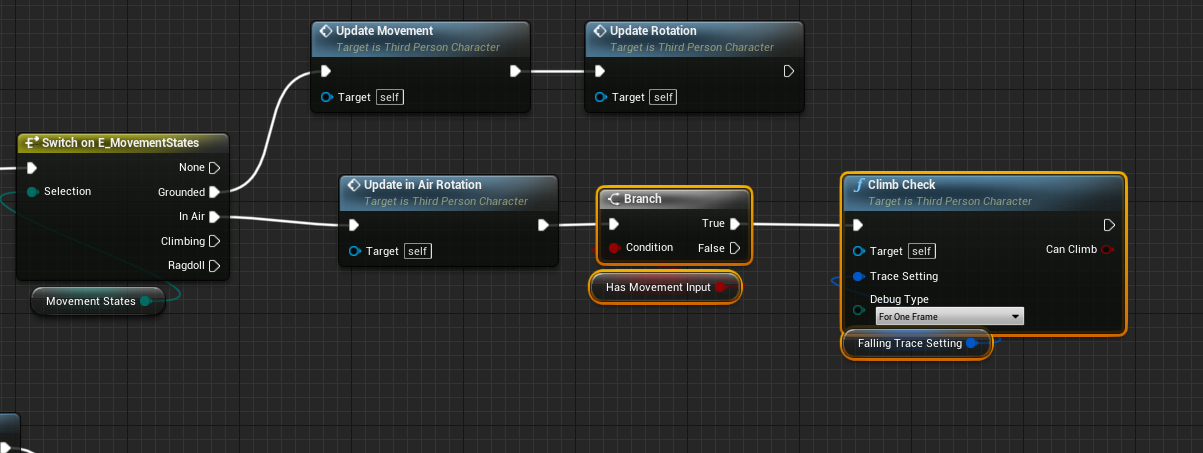 Update Movement
Target is Third Person Character
Target self
Update Rotation
Target is Third Person Character
Target self
Switch on E_MovementStates
None
Selection
Grounded
In Air
Climbing
Ragdoll
Movement States
Update in Air Rotation
Target is Third Person Character
Target self
Branch
True
Condition
False
Has Movement Input
f Climb Check
Target is Third Person Character
Target self
Can Climb
Trace Setting
Debug Type
For One Frame
Falling Trace Setting